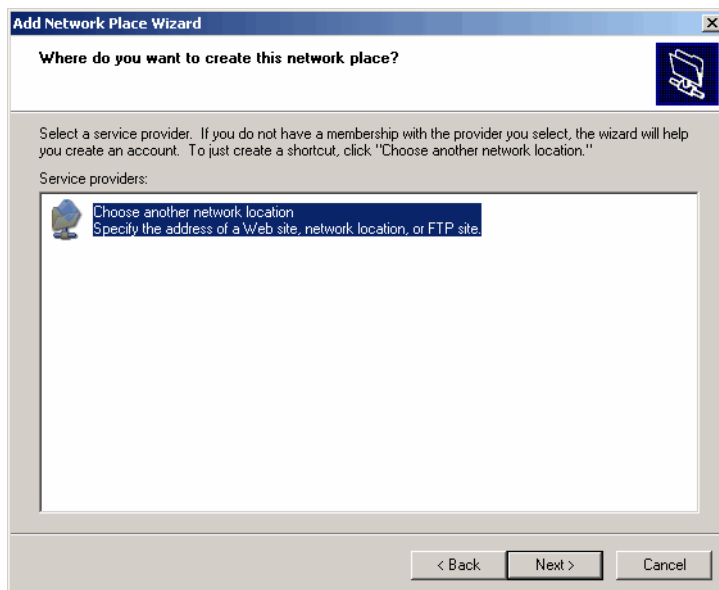 Add Network Place Wizard
Where do you want to create this network place?
Select a service provider. If you do not have a membership with the provider you select, the wizard will help
you create an account. To just create a shortcut, click "Choose another network location."
Service providers:
Choose another network location
Specify the address of a Web site, network location, or FTP site.
< Back Next > Cancel